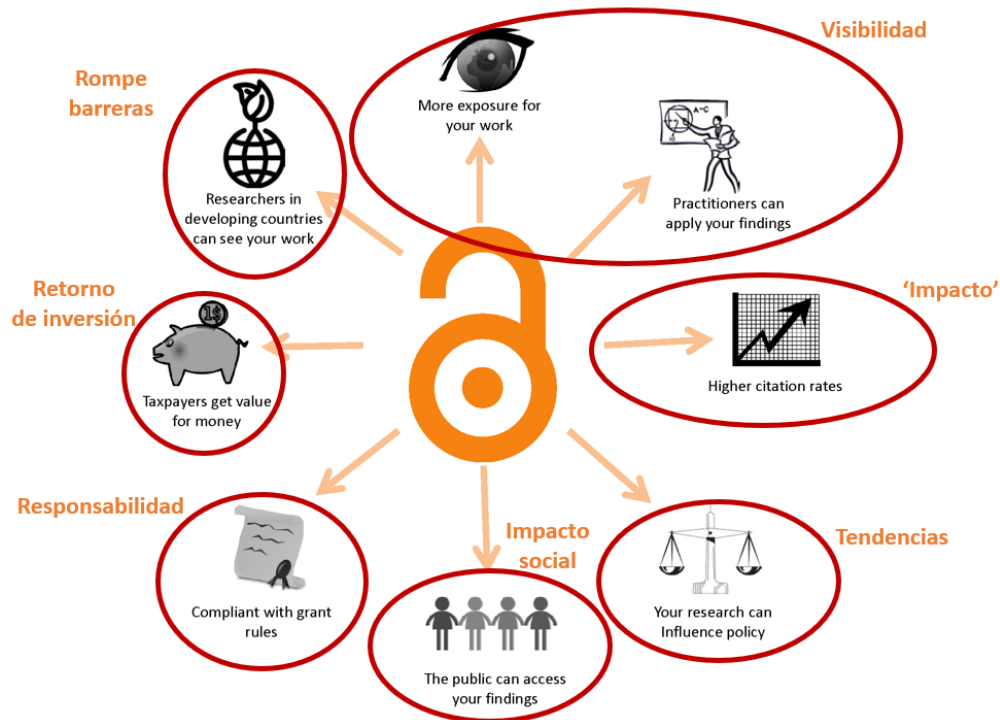 Visibilidad
More exposure for
your work
Practitioners can
apply your findings
Rompe
barreras
Researchers in
developing countries
can see your work
Retorno
de inversión
1$
Taxpayers get value
for money
‘Impacto’
Higher citation rates
Responsabilidad
Compliant with grant
rules
Impacto
social
The public can access
your findings
Tendencias
Your research can
Influence policy